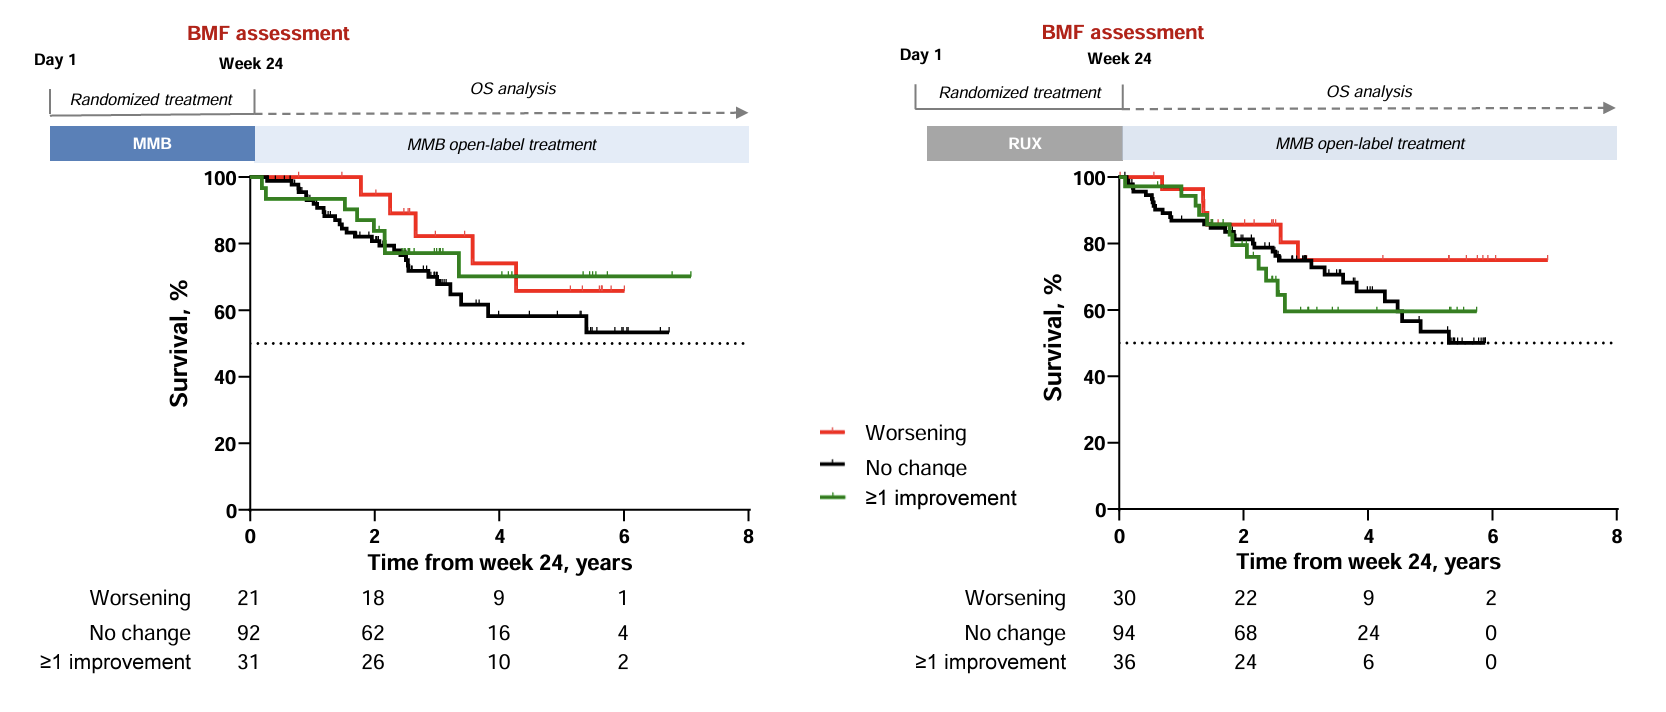 BMF assessment
Day 1
Week 24
Randomized treatment
OS analysis
MMB
MMB open-label treatment
Survival, %
100
80
60
40
20
0
0 2 4 6 8
Time from week 24, years
Worsening 21 18 9 1
No change 92 62 16 4
≥1 improvement 31 26 10 2
Worsening
No change
≥1 improvement
BMF assessment
Day 1
Week 24
Randomized treatment
OS analysis
RUX
MMB open-label treatment
Survival, %
100
80
60
40
20
0
0 2 4 6 8
Time from week 24, years
Worsening 30 22 9 2
No change 94 68 24 0
≥1 improvement 36 24 6 0